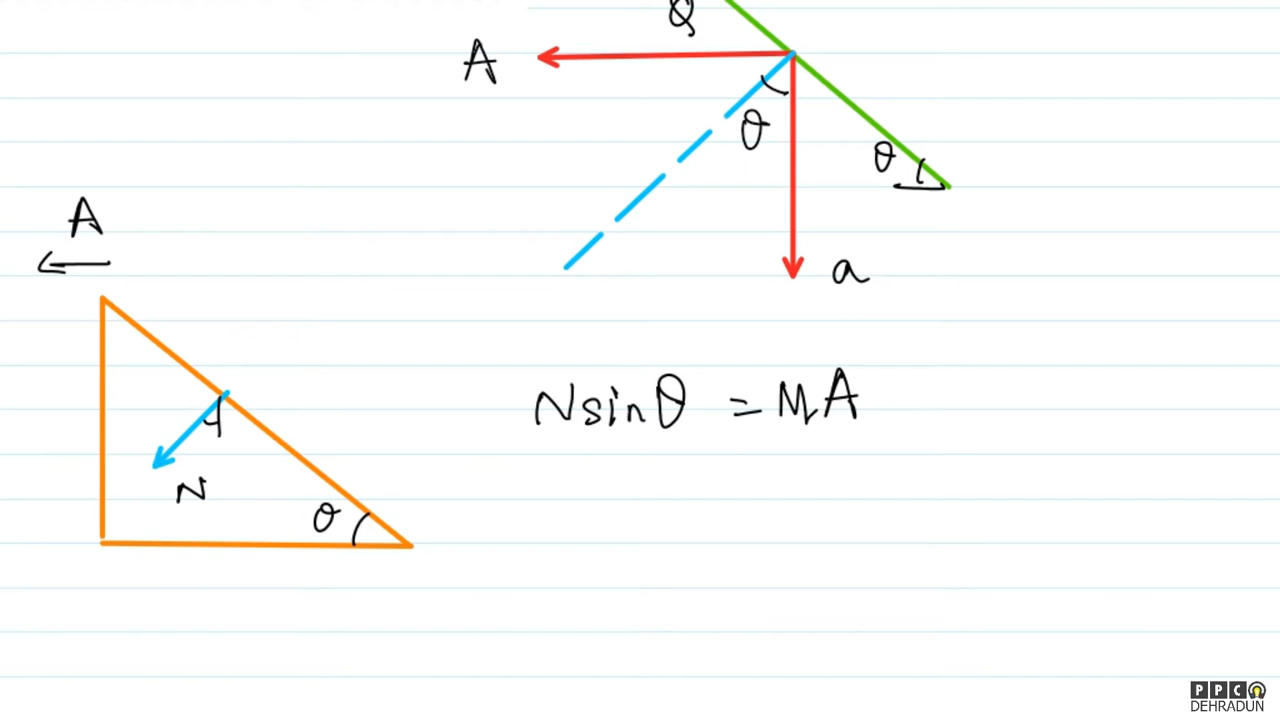 Q
A
θ
θ
A
a
N sinθ = MA
N
θ
PPC
DEHRADUN